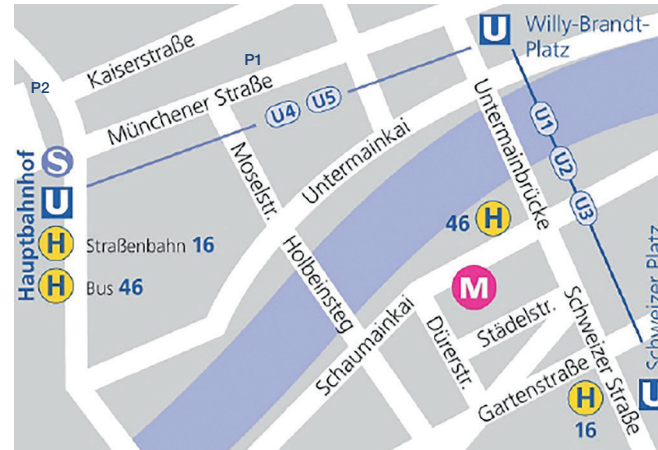 Willy-Brandt-
Platz
U
Kaiserstraße
P1
P2
Münchener Straße
U4
U5
U1
U2
U3
Untermainkai
Untermainbrücke
Moselstr.
Hauptbahnhof
S
U
H Straßenbahn 16
H Bus 46
46 H
Holbeinsteg
M
Schaumainkai
Dürerstr.
Städelstr.
Schweizer Straße
Schweizer Platz
U
Gartenstraße
H
16